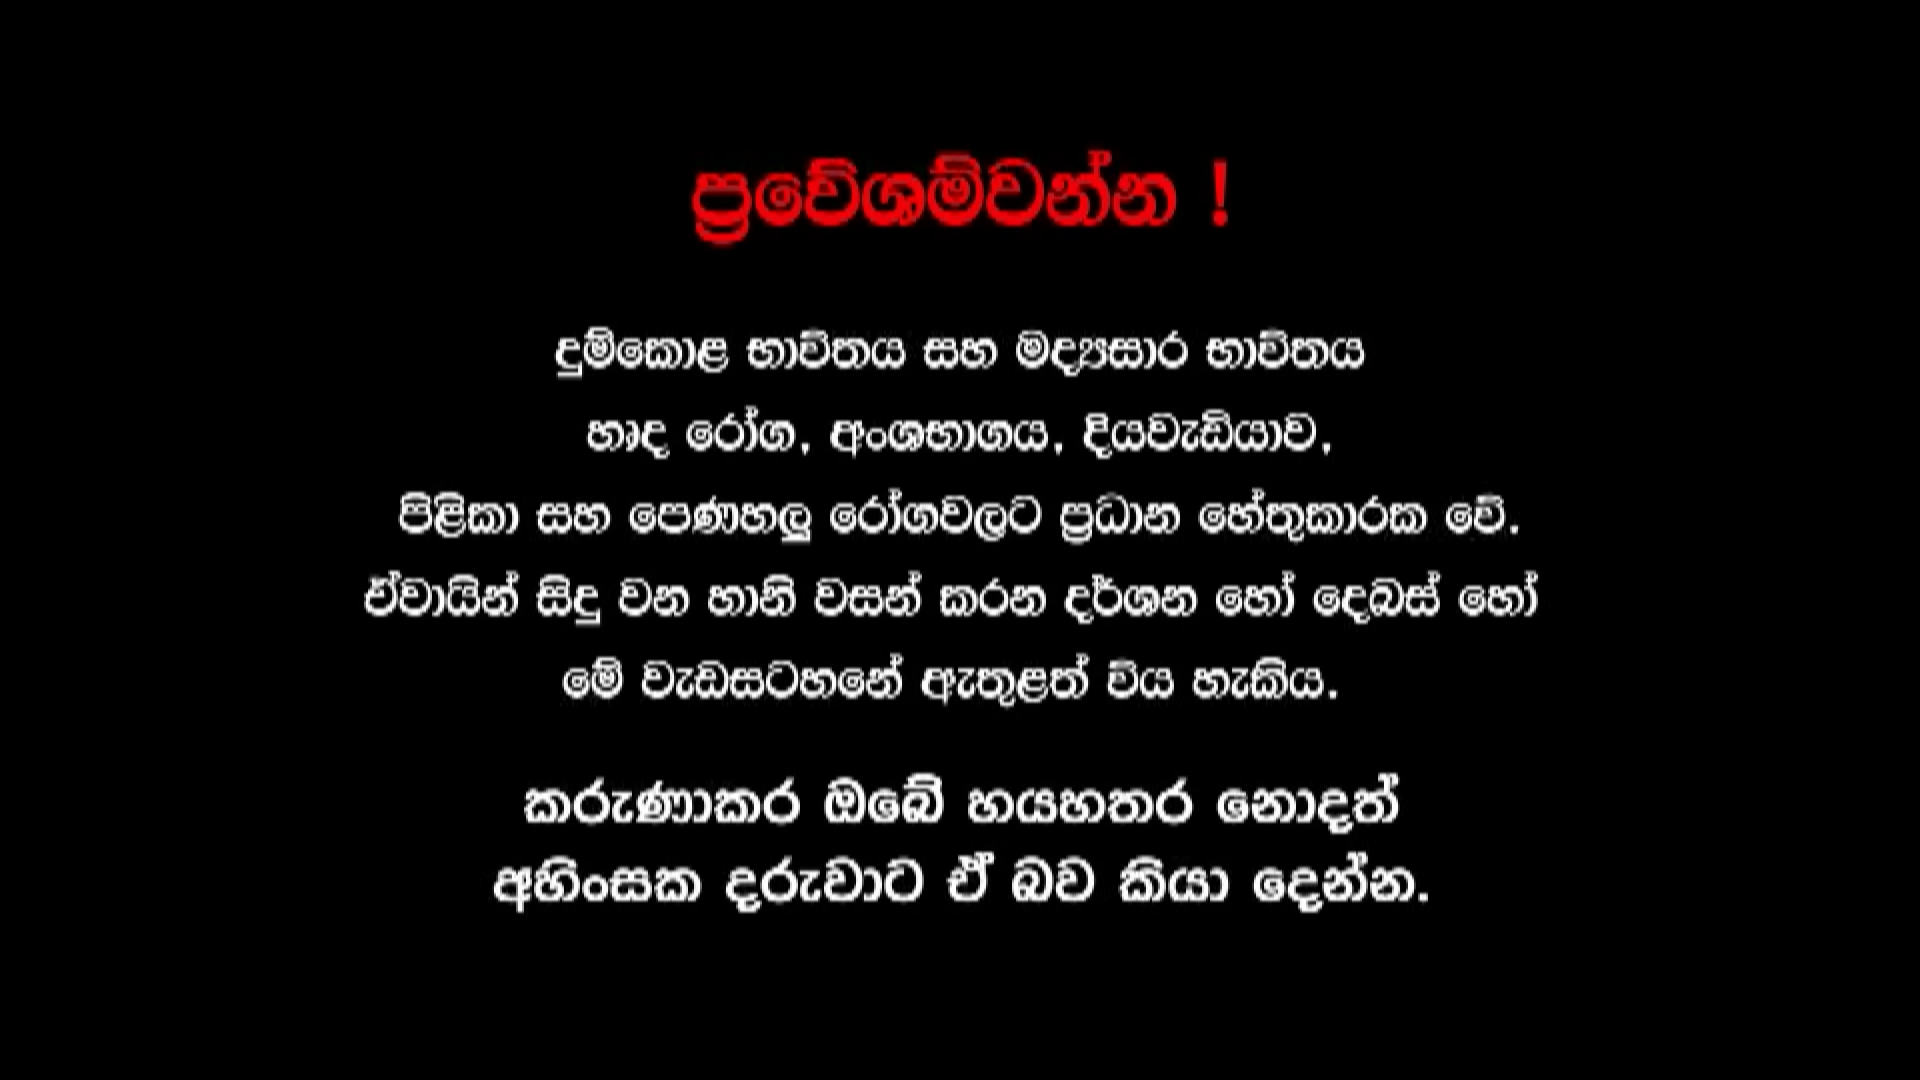 ප්‍රවේශම්වන්න !
දුම්කොළ භාවිතය සහ මද්‍යසාර භාවිතය
හෘද රෝග, අංශභාගය, දියවැඩියාව,
පිළිකා සහ පෙණහලු රෝගවලට ප්‍රධාන හේතුකාරක වේ.
ඒවායින් සිදු වන හානි වසන් කරන දර්ශන හෝ දෙබස් හෝ
මේ වැඩසටහනේ ඇතුළත් විය හැකිය.
කරුණාකර ඔබේ හයහතර නොදත්
අහිංසක දරුවාට ඒ බව කියා දෙන්න.